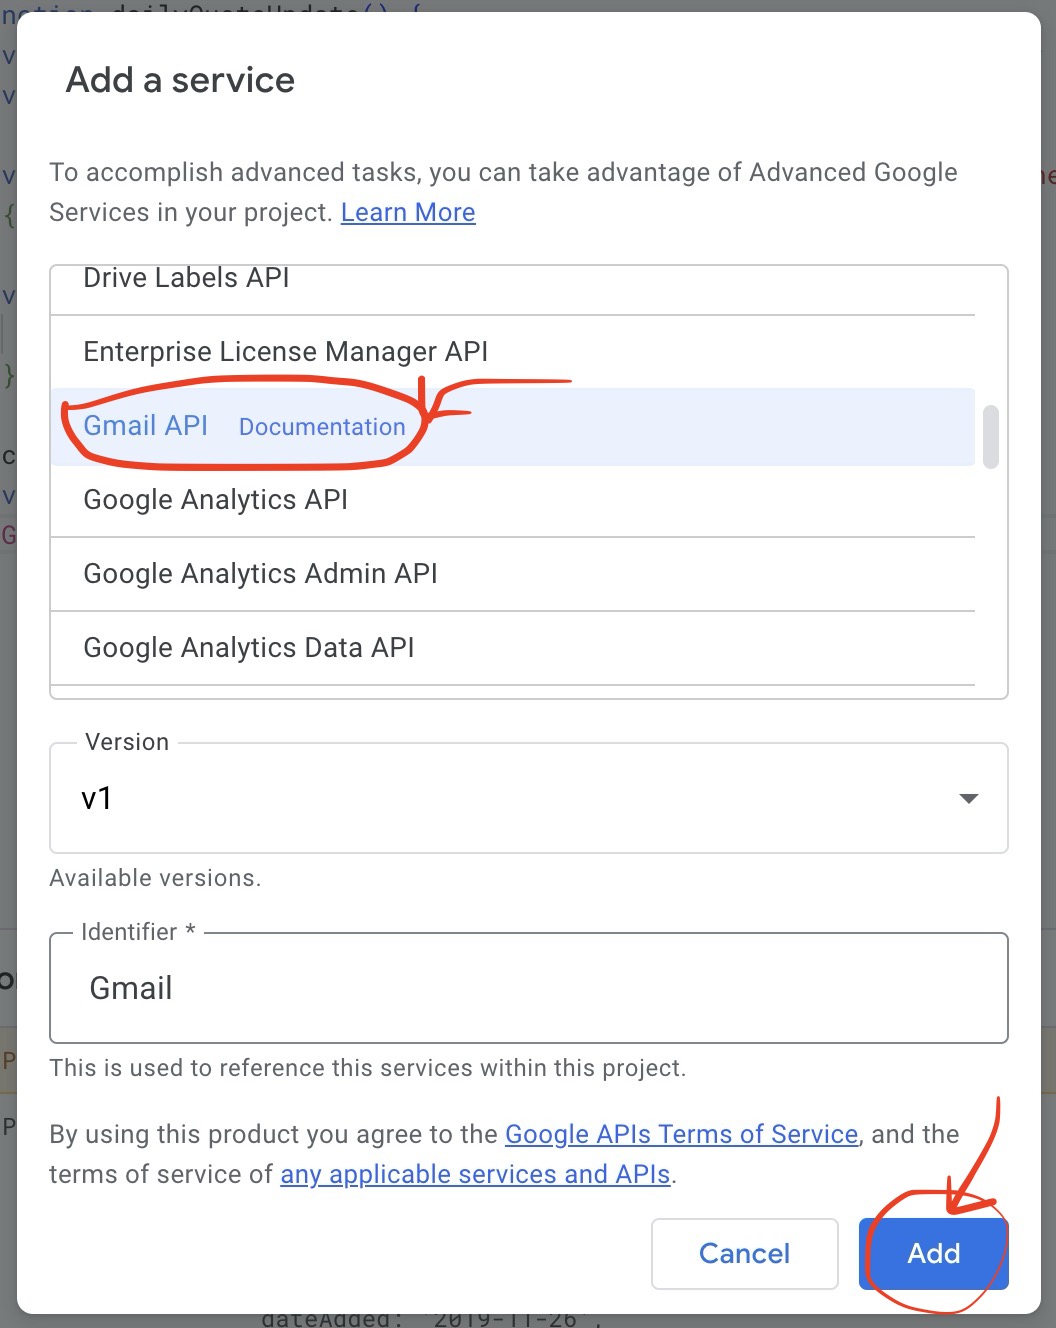 Add a service
To accomplish advanced tasks, you can take advantage of Advanced Google
Services in your project. Learn More
Drive Labels API
Enterprise License Manager API
Gmail API Documentation
Google Analytics API
Google Analytics Admin API
Google Analytics Data API
Version
v1
Available versions.
Identifier *
Gmail
This is used to reference this services within this project.
By using this product you agree to the Google APIs Terms of Service, and the
terms of service of any applicable services and APIs.
Cancel Add
dateAdded: '2019-11-26',